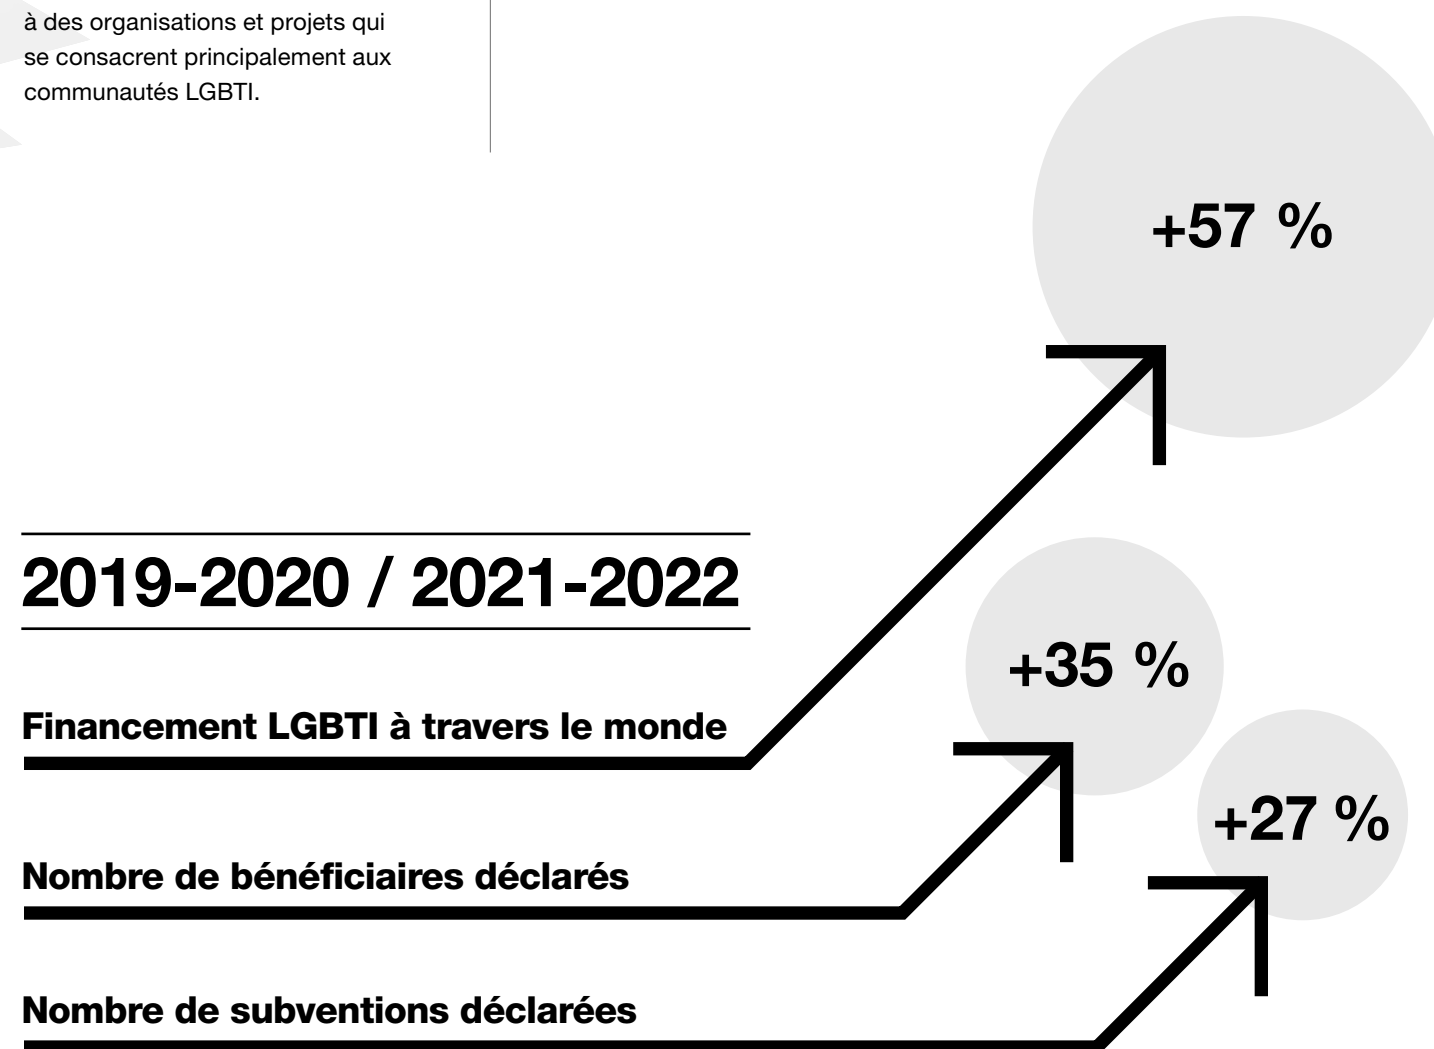 à des organisations et projets qui
se consacrent principalement aux
communautés LGBTI.
+57 %
2019-2020 / 2021-2022
+35 %
Financement LGBTI à travers le monde
+27 %
Nombre de bénéficiaires déclarés
Nombre de subventions déclarées